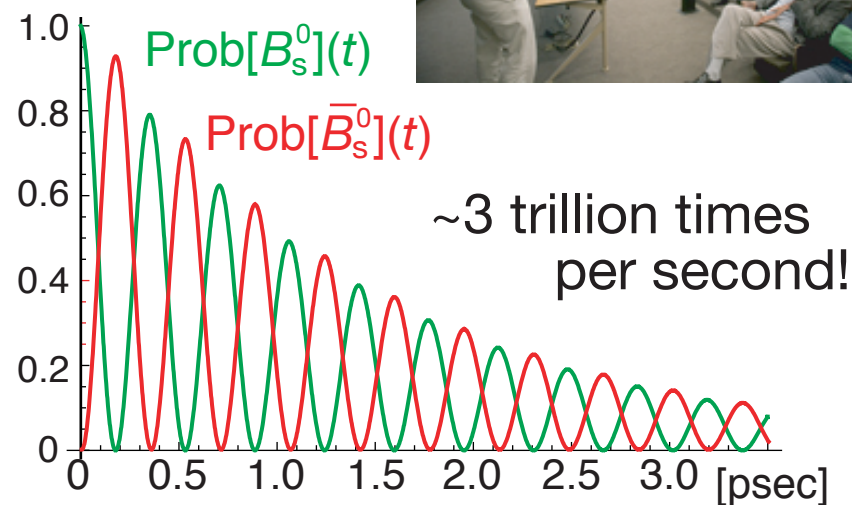 1.0
Prob[B⁰ₛ](t)
0.8
Prob[B̅⁰ₛ](t)
0.6
~3 trillion times
per second!
0.4
0.2
0
0 0.5 1.0 1.5 2.0 2.5 3.0 [psec]